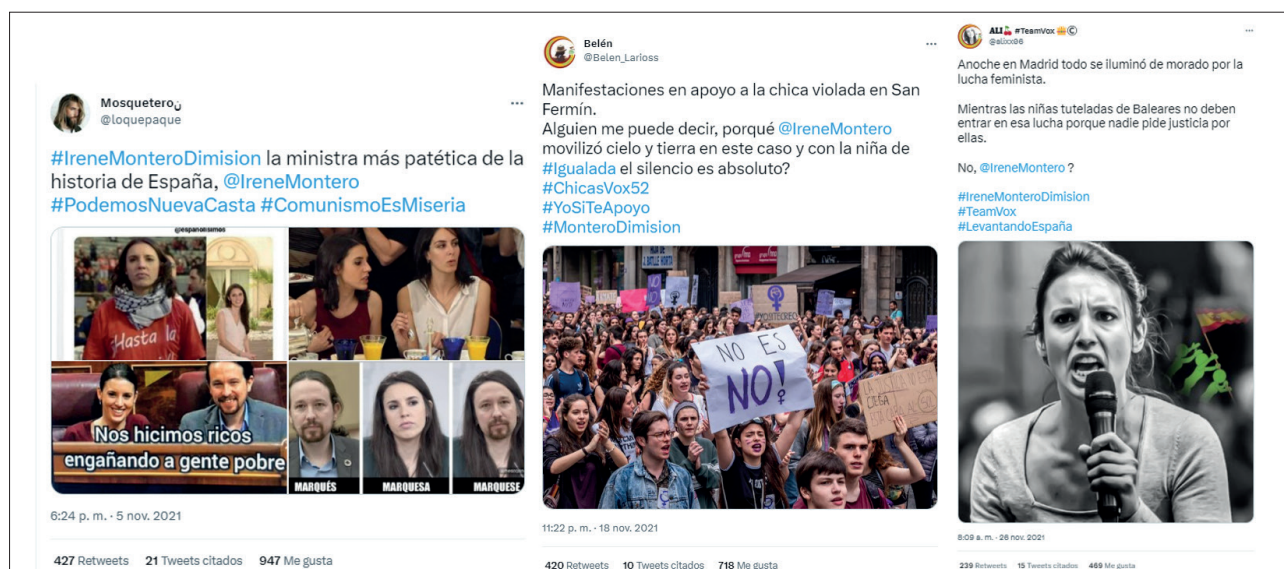 Mosqueteroن
@loquepaque
#IreneMonteroDimision la ministra más patética de la
historia de España, @IreneMontero
#PodemosNuevaCasta #ComunismoEsMiseria
@españolisimos
Hasta la
Nos hicimos ricos
engañando a gente pobre
MARQUÉS MARQUESA MARQUESE
6:24 p. m. · 5 nov. 2021
427 Retweets 21 Tweets citados 947 Me gusta
Belén
@Belen_Larioss
Manifestaciones en apoyo a la chica violada en San
Fermín.
Alguien me puede decir, porqué @IreneMontero
movilizó cielo y tierra en este caso y con la niña de
#Igualada el silencio es absoluto?
#ChicasVox52
#YoSiTeApoyo
#MonteroDimision
NO ES
NO!
CIEGA
11:22 p. m. · 18 nov. 2021
420 Retweets 10 Tweets citados 718 Me gusta
ALI🍒 #TeamVox
@alixx06
Anoche en Madrid todo se iluminó de morado por la
lucha feminista.
Mientras las niñas tuteladas de Baleares no deben
entrar en esa lucha porque nadie pide justicia por
ellas.
No, @IreneMontero ?
#IreneMonteroDimision
#TeamVox
#LevantandoEspaña
8:09 a. m. · 26 nov. 2021
239 Retweets 15 Tweets citados 469 Me gusta